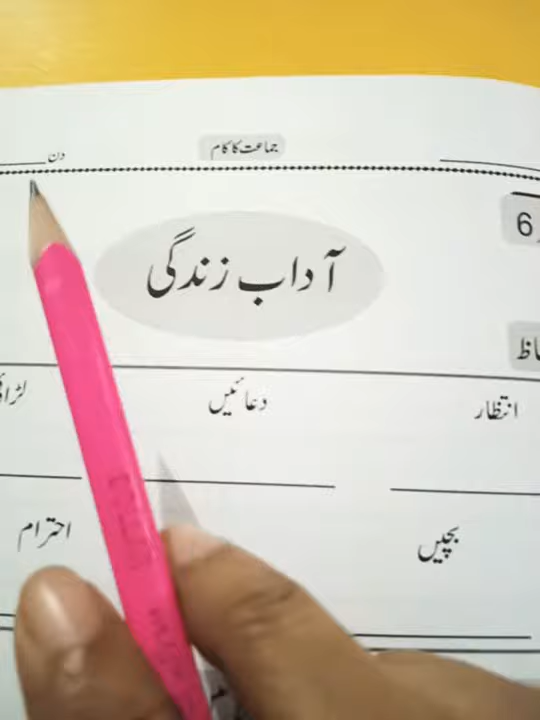 جماعت کا کام
دن
6
آداب زندگی
انتظار دعائیں
بچیں احترام